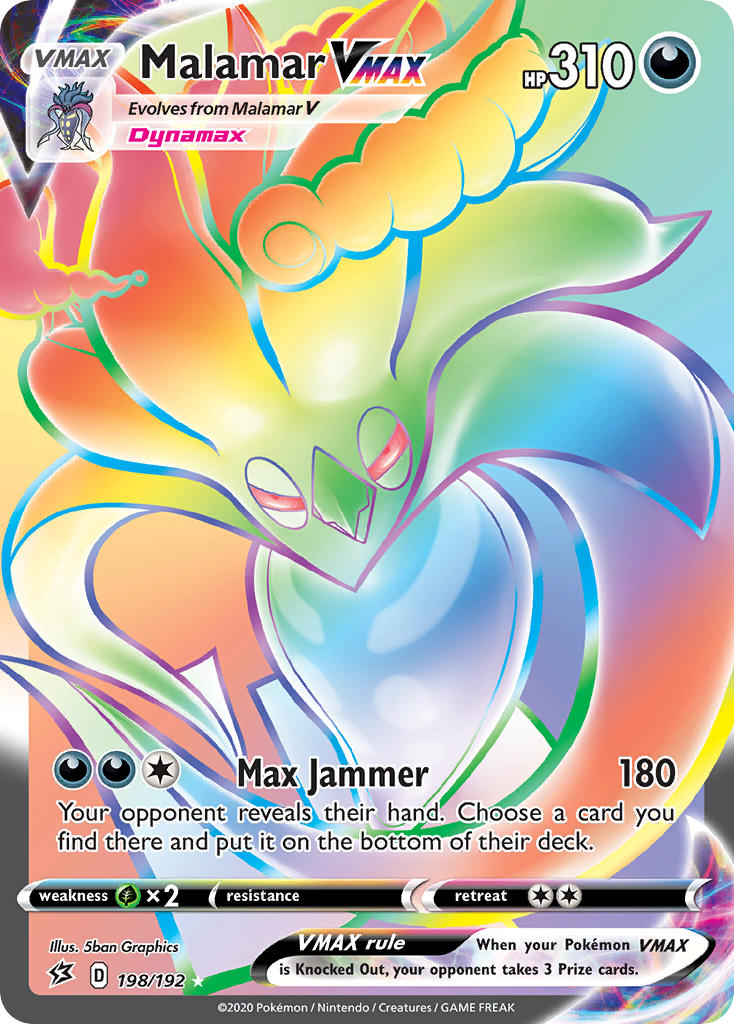 VMAX
Malamar VMAX
HP310
Evolves from Malamar V
Dynamax
Max Jammer 180
Your opponent reveals their hand. Choose a card you
find there and put it on the bottom of their deck.
weakness ×2 resistance retreat
Illus. 5ban Graphics
VMAX rule When your Pokémon VMAX
is Knocked Out, your opponent takes 3 Prize cards.
D 198/192
©2020 Pokémon / Nintendo / Creatures / GAME FREAK